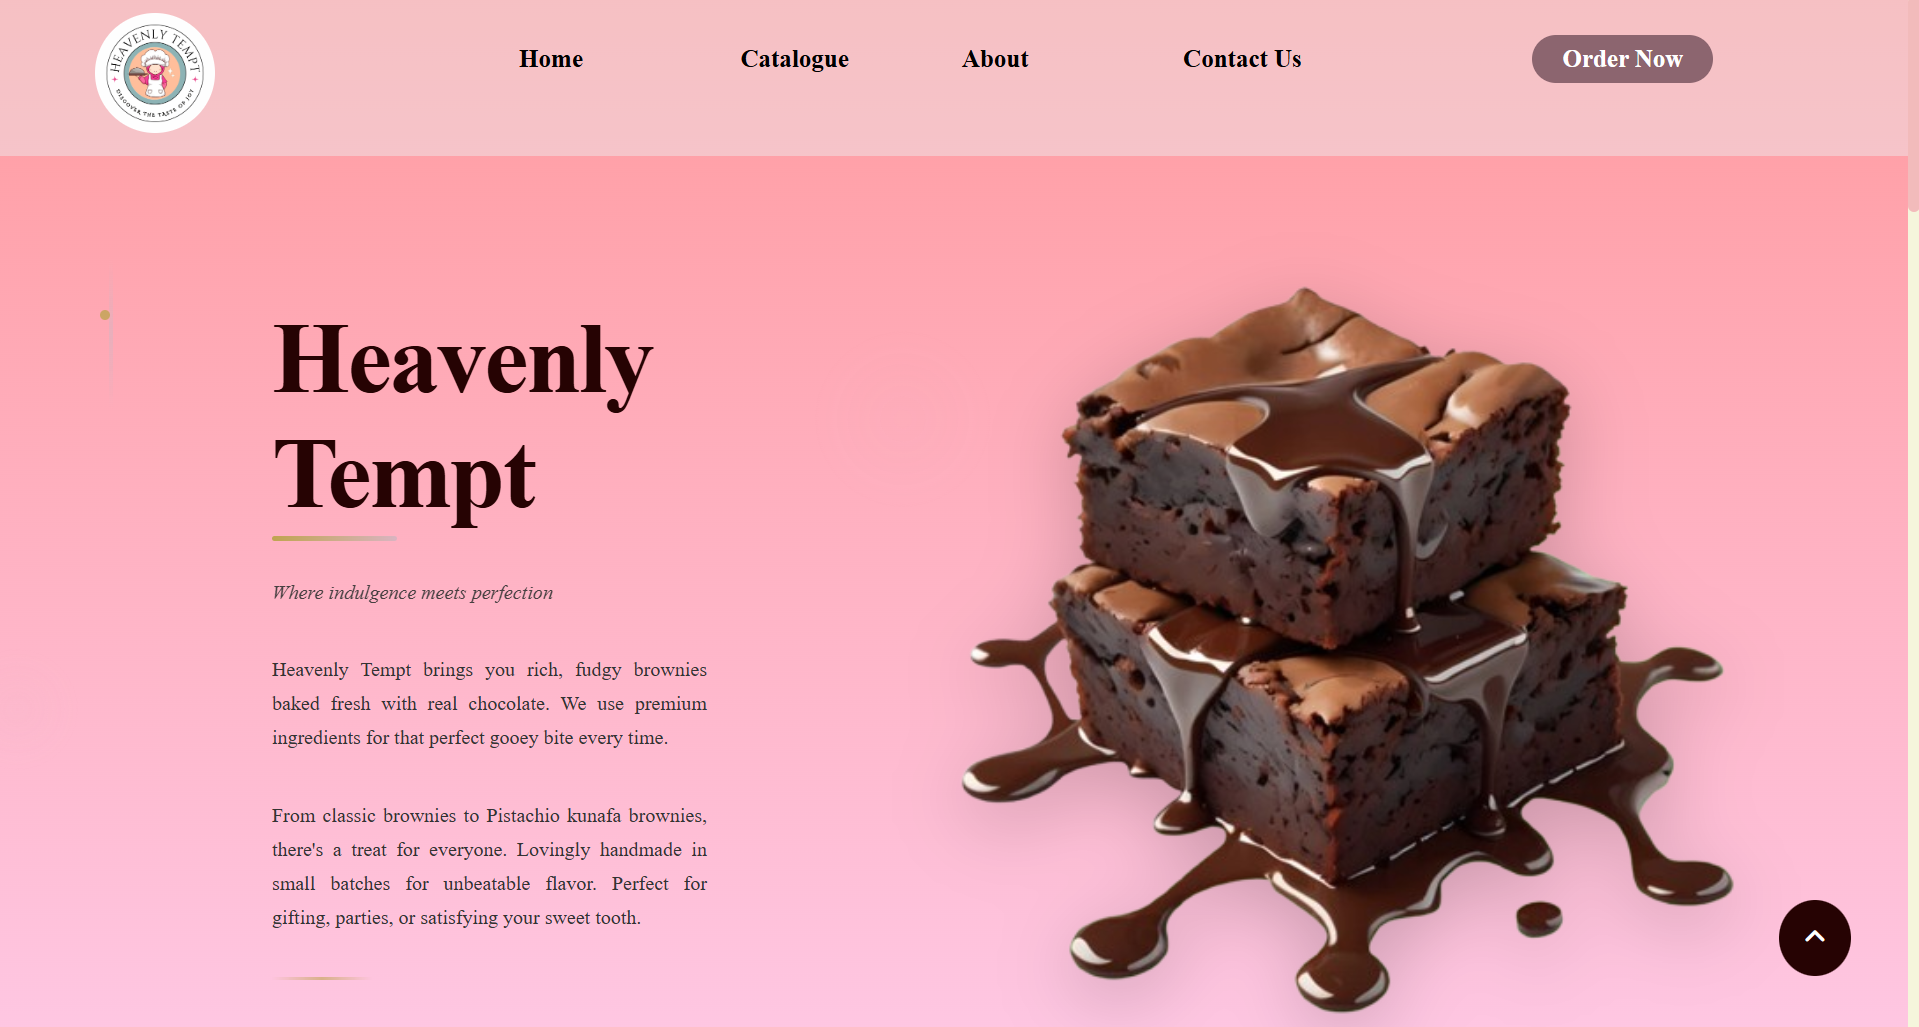 HEAVENLY TEMPT
DISCOVER THE TASTE OF JOY
Home
Catalogue
About
Contact Us
Order Now
Heavenly
Tempt
Where indulgence meets perfection
Heavenly Tempt brings you rich, fudgy brownies
baked fresh with real chocolate. We use premium
ingredients for that perfect gooey bite every time.
From classic brownies to Pistachio kunafa brownies,
there's a treat for everyone. Lovingly handmade in
small batches for unbeatable flavor. Perfect for
gifting, parties, or satisfying your sweet tooth.